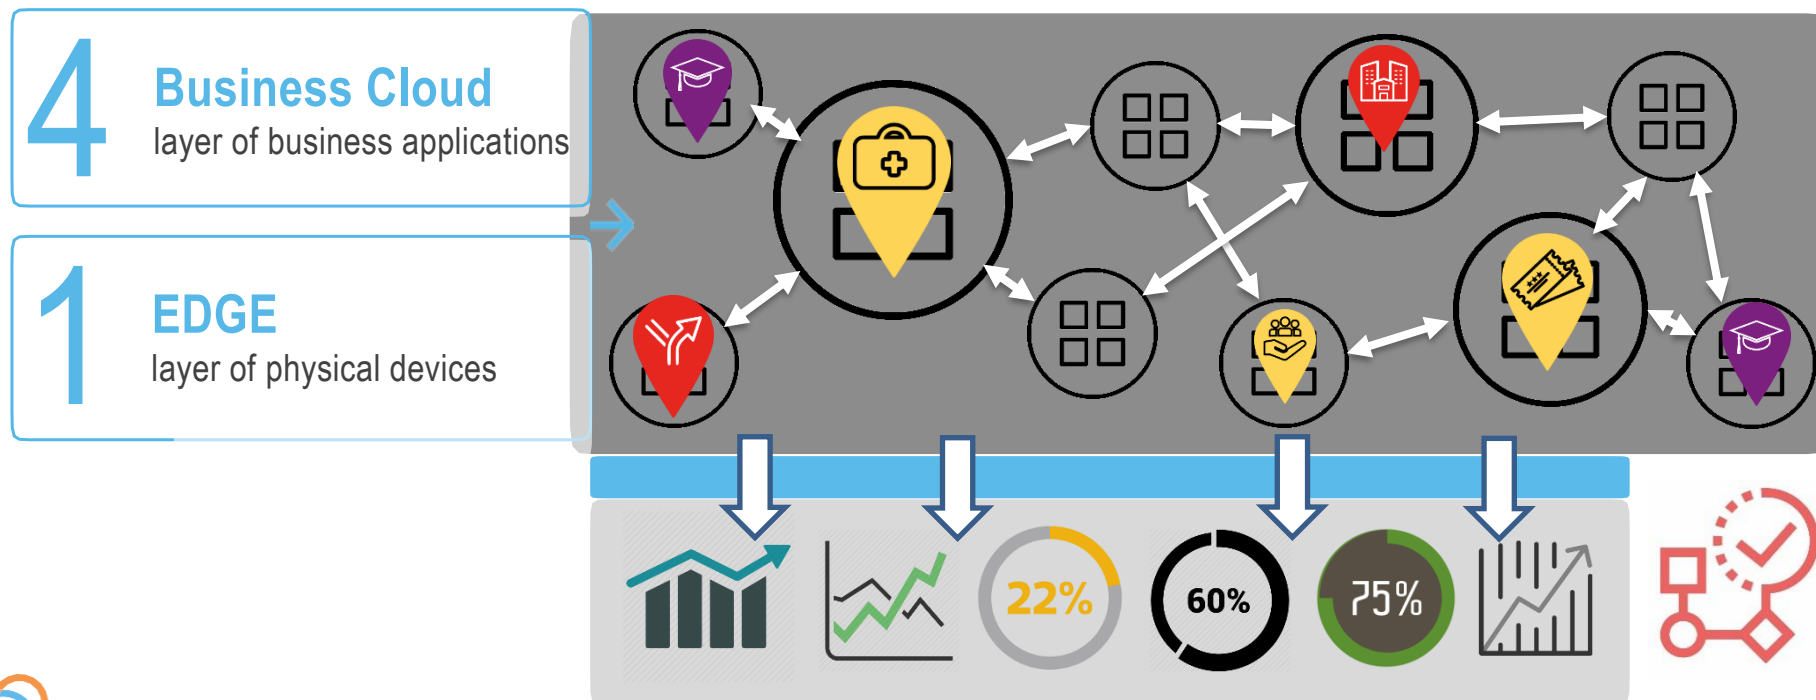 4
Business Cloud
layer of business applications
1
EDGE
layer of physical devices
22%
60%
75%